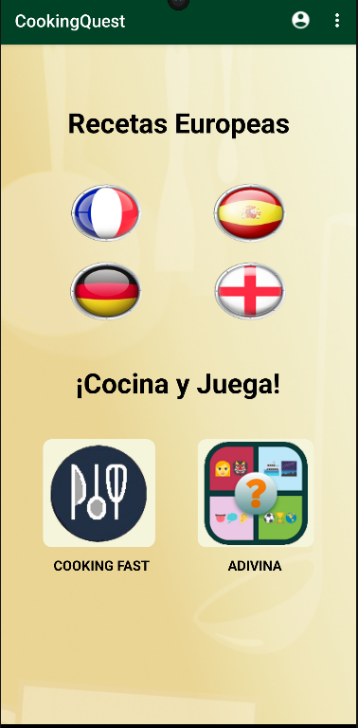 CookingQuest
Recetas Europeas
¡Cocina y Juega!
?
COOKING FAST
ADIVINA